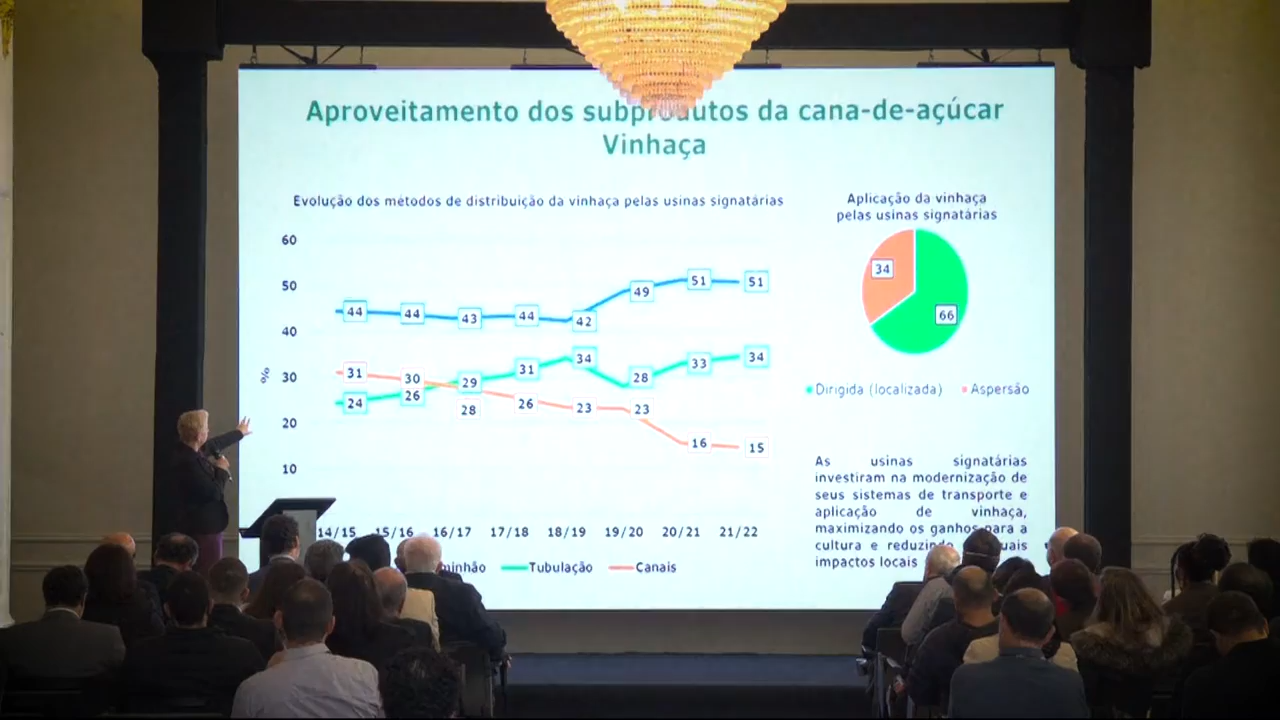 Aproveitamento dos subprodutos da cana-de-açúcar
Vinhaça
Evolução dos métodos de distribuição da vinhaça pelas usinas signatárias
60
50
40
30
20
10
%
44 44 43 44 42 49 51 51
24 26 29 31 34 28 33 34
31 30 28 26 23 23 16 15
14/15 15/16 16/17 17/18 18/19 19/20 20/21 21/22
Tubulação Canais
Aplicação da vinhaça
pelas usinas signatárias
34
66
Dirigida (localizada) Aspersão
As usinas signatárias
investiram na modernização de
seus sistemas de transporte e
aplicação de vinhaça,
maximizando os ganhos para a
cultura e
impactos locais